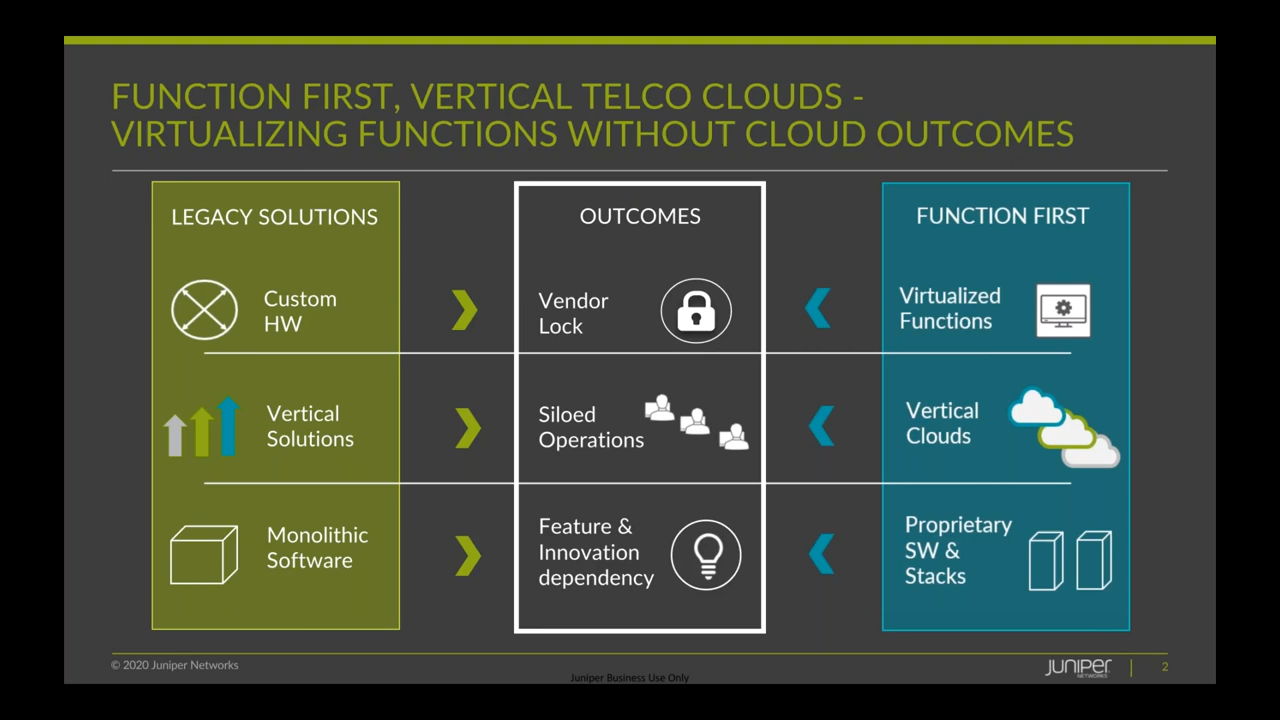 FUNCTION FIRST, VERTICAL TELCO CLOUDS -
VIRTUALIZING FUNCTIONS WITHOUT CLOUD OUTCOMES
LEGACY SOLUTIONS
Custom
HW
Vertical
Solutions
Monolithic
Software
OUTCOMES
Vendor
Lock
Siloed
Operations
Feature &
Innovation
dependency
FUNCTION FIRST
Virtualized
Functions
Vertical
Clouds
Proprietary
SW &
Stacks
© 2020 Juniper Networks
Juniper Business Use Only
JUNIPER
NETWORKS
2